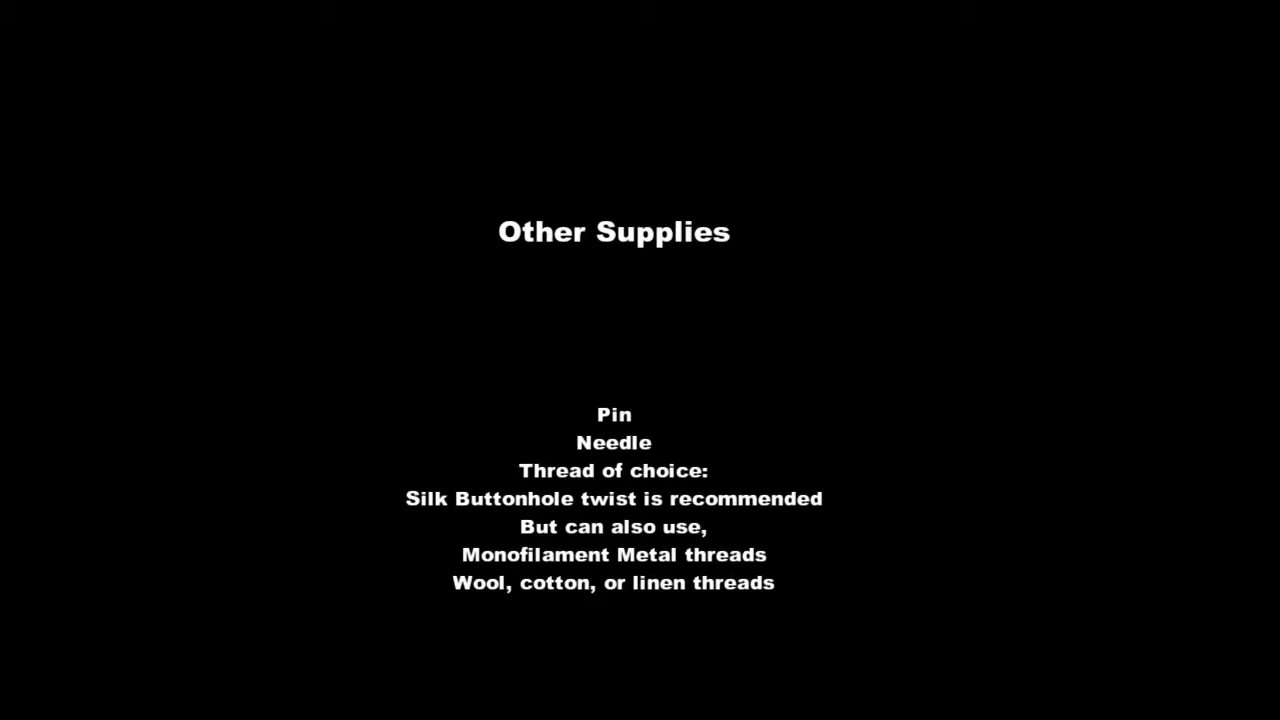 Other Supplies
Pin
Needle
Thread of choice:
Silk Buttonhole twist is recommended
But can also use,
Monofilament Metal threads
Wool, cotton, or linen threads